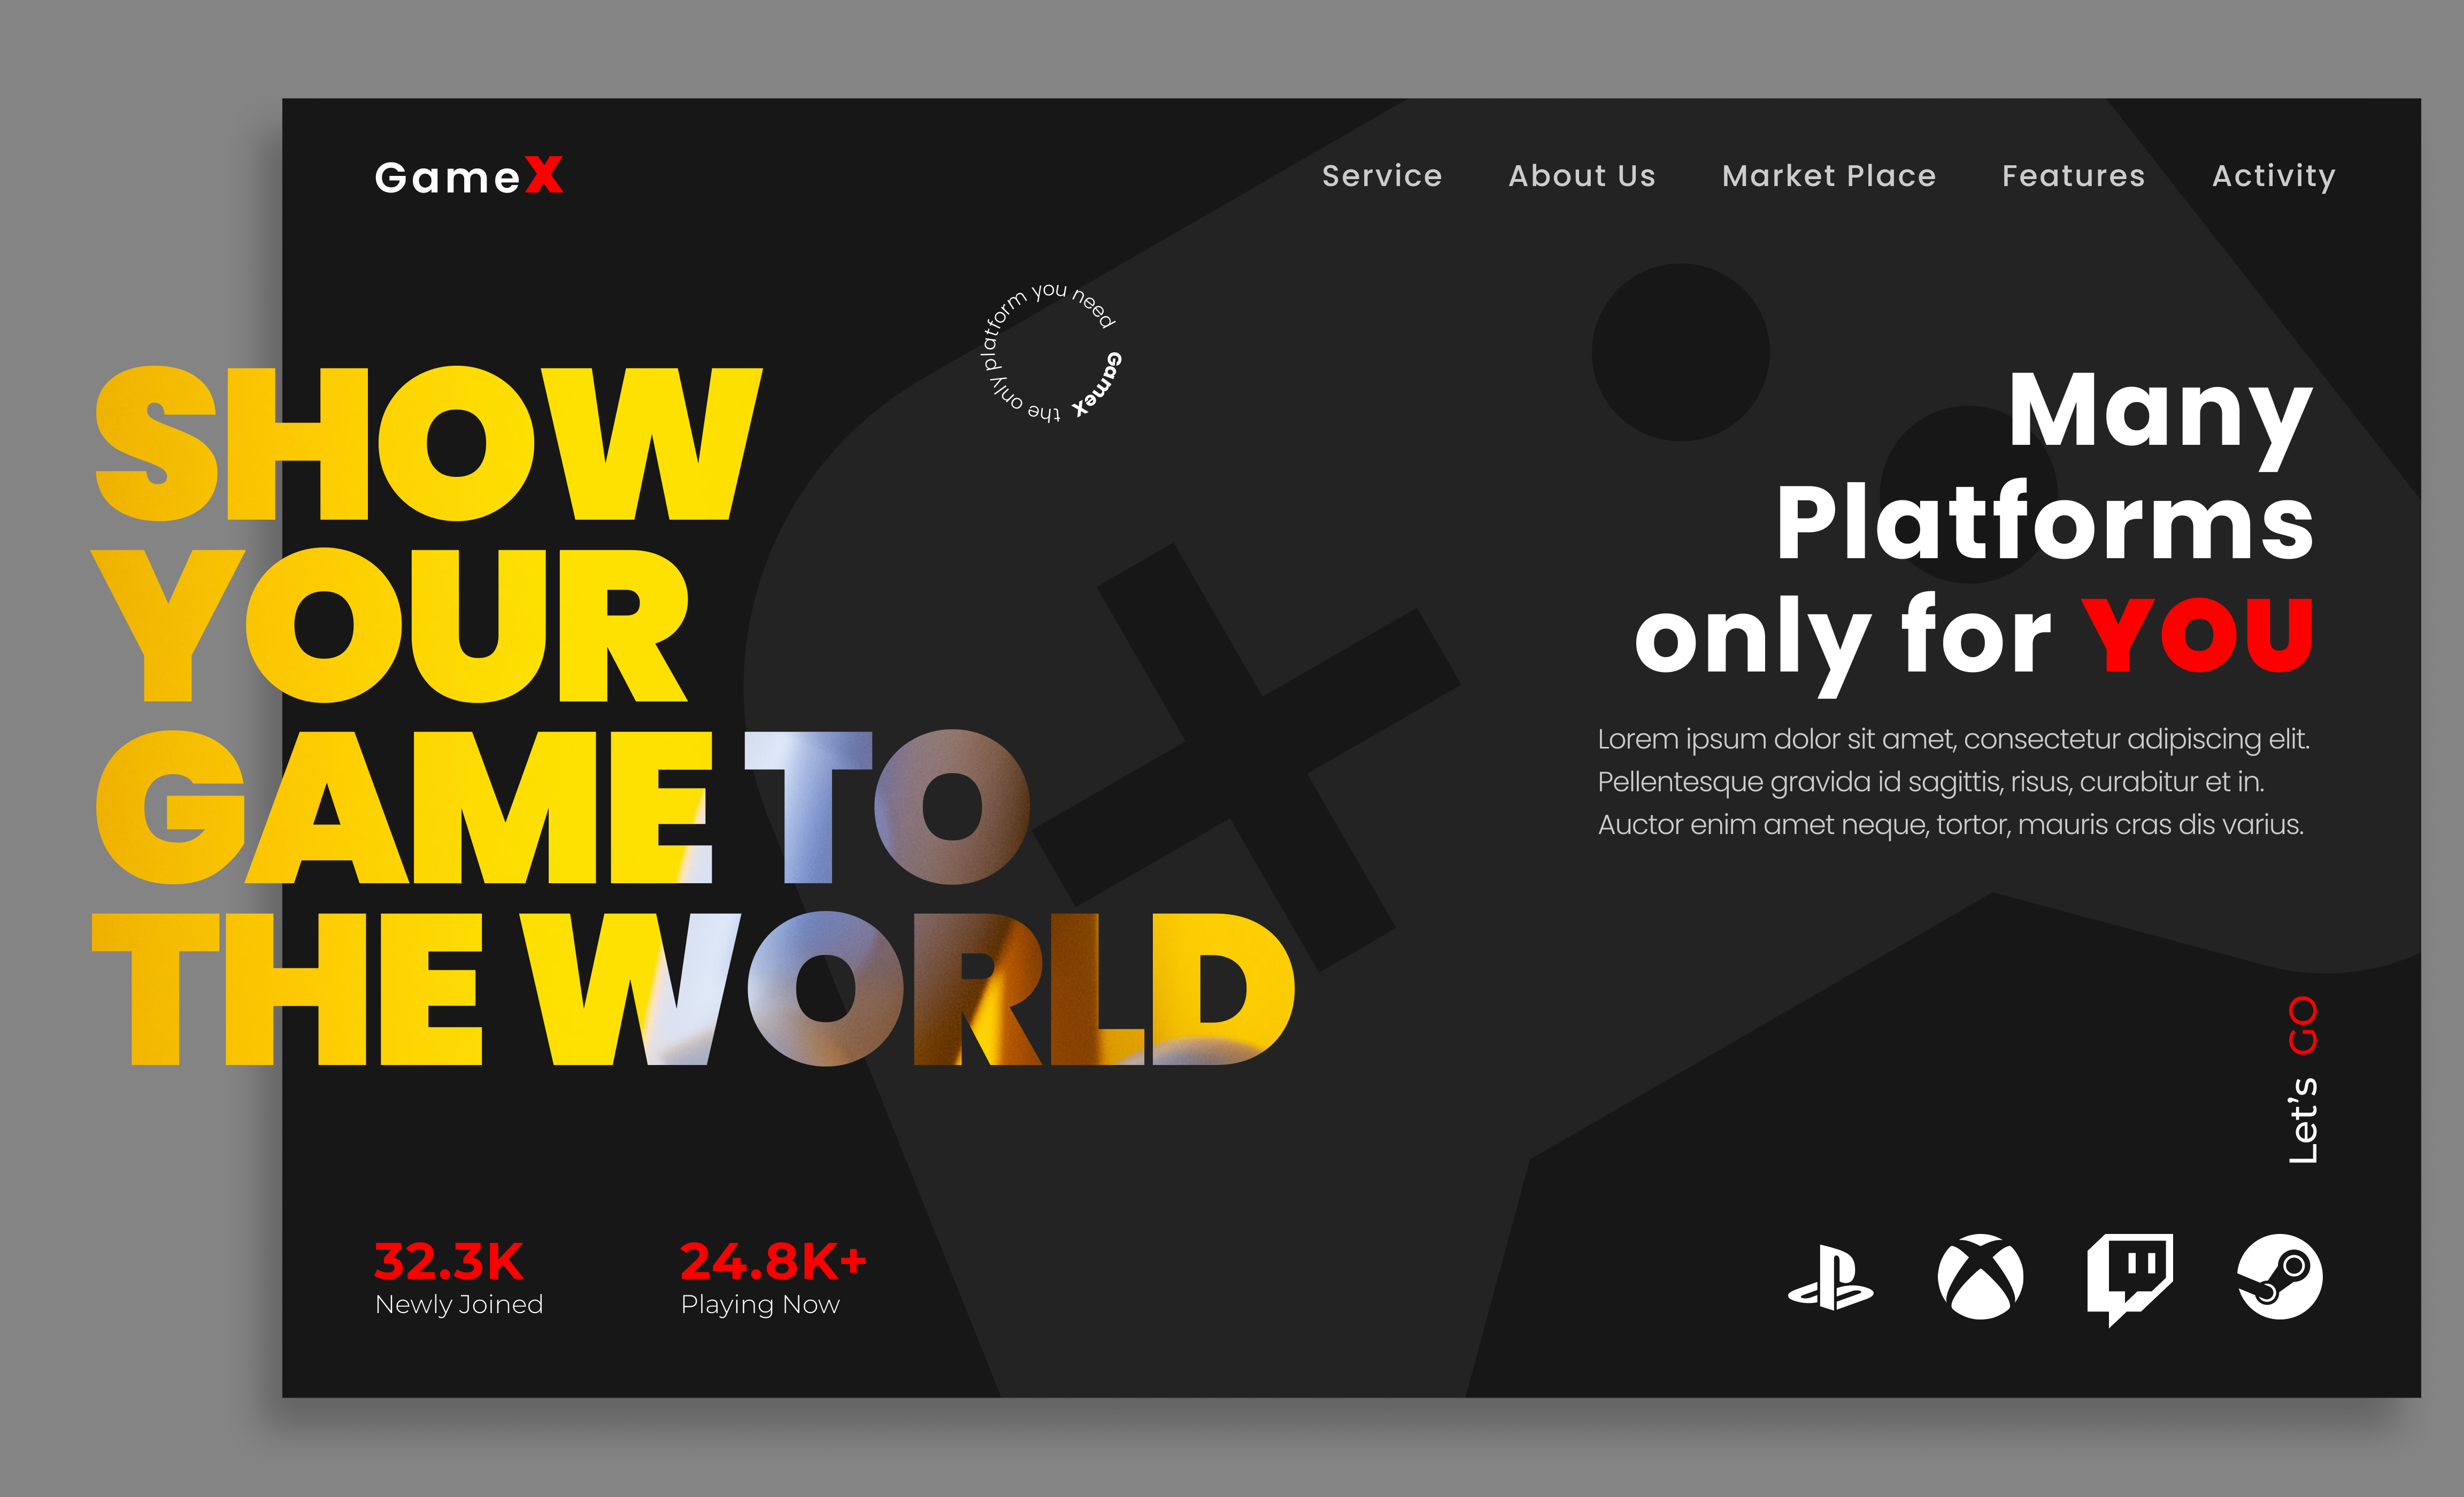 GameX
Service About Us Market Place Features Activity
GameX the only platform you need
SHOW
YOUR
GAME TO
THE WORLD
Many
Platforms
only for YOU
Lorem ipsum dolor sit amet, consectetur adipiscing elit.
Pellentesque gravida id sagittis, risus, curabitur et in.
Auctor enim amet neque, tortor, mauris cras dis varius.
Let's GO
32.3K
Newly Joined
24.8K+
Playing Now